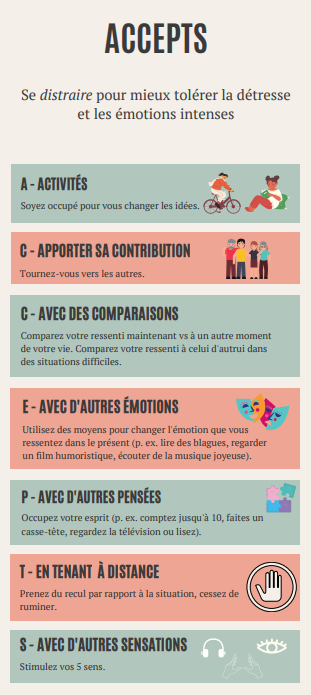 ACCEPTS
Se distraire pour mieux tolérer la détresse
et les émotions intenses
A - ACTIVITÉS
Soyez occupé pour vous changer les idées.
C - APPORTER SA CONTRIBUTION
Tournez-vous vers les autres.
C - AVEC DES COMPARAISONS
Comparez votre ressenti maintenant vs à un autre moment
de votre vie. Comparez votre ressenti à celui d'autrui dans
des situations difficiles.
E - AVEC D'AUTRES ÉMOTIONS
Utilisez des moyens pour changer l'émotion que vous
ressentez dans le présent (p. ex. lire des blagues, regarder
un film humoristique, écouter de la musique joyeuse).
P - AVEC D'AUTRES PENSÉES
Occupez votre esprit (p. ex. comptez jusqu'à 10, faites un
casse-tête, regardez la télévision ou lisez).
T - EN TENANT À DISTANCE
Prenez du recul par rapport à la situation, cessez de
ruminer.
S - AVEC D'AUTRES SENSATIONS
Stimulez vos 5 sens.